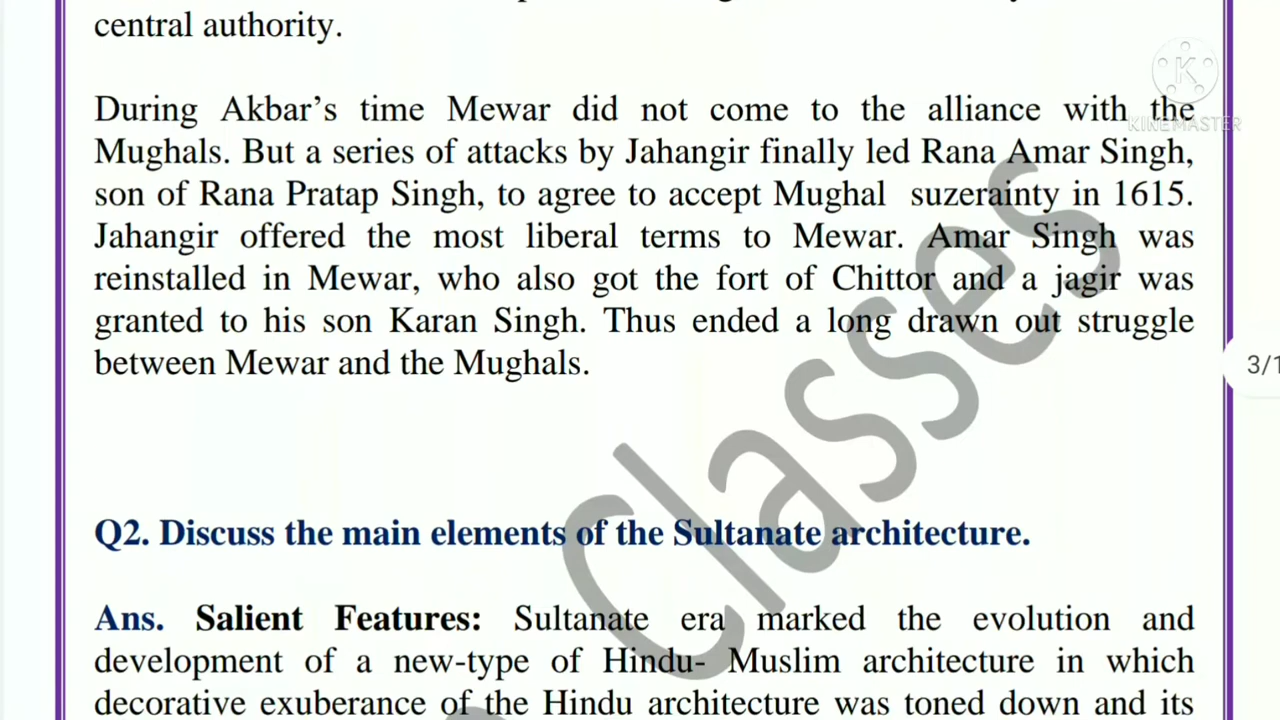 central authority.
During Akbar's time Mewar did not come to the alliance with the
Mughals. But a series of attacks by Jahangir finally led Rana Amar Singh,
son of Rana Pratap Singh, to agree to accept Mughal suzerainty in 1615.
Jahangir offered the most liberal terms to Mewar. Amar Singh was
reinstalled in Mewar, who also got the fort of Chittor and a jagir was
granted to his son Karan Singh. Thus ended a long drawn out struggle
between Mewar and the Mughals.
Q2. Discuss the main elements of the Sultanate architecture.
Ans. Salient Features: Sultanate era marked the evolution and
development of a new-type of Hindu- Muslim architecture in which
decorative exuberance of the Hindu architecture was toned down and its
Classes
K
KINEMASTER
3/1